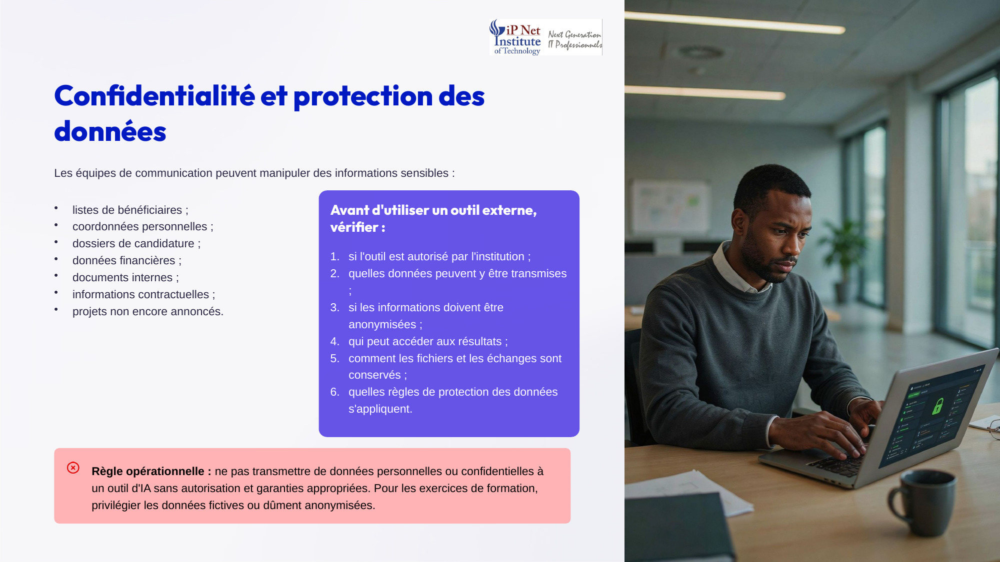 iP Net
Institute
of Technology
Next Generation
IT Professionnels
Confidentialité et protection des
données
Les équipes de communication peuvent manipuler des informations sensibles :
• listes de bénéficiaires ;
• coordonnées personnelles ;
• dossiers de candidature ;
• données financières ;
• documents internes ;
• informations contractuelles ;
• projets non encore annoncés.
Avant d'utiliser un outil externe,
vérifier :
1. si l'outil est autorisé par l'institution ;
2. quelles données peuvent y être transmises
;
3. si les informations doivent être
anonymisées ;
4. qui peut accéder aux résultats ;
5. comment les fichiers et les échanges sont
conservés ;
6. quelles règles de protection des données
s'appliquent.
Règle opérationnelle : ne pas transmettre de données personnelles ou confidentielles à
un outil d'IA sans autorisation et garanties appropriées. Pour les exercices de formation,
privilégier les données fictives ou dûment anonymisées.